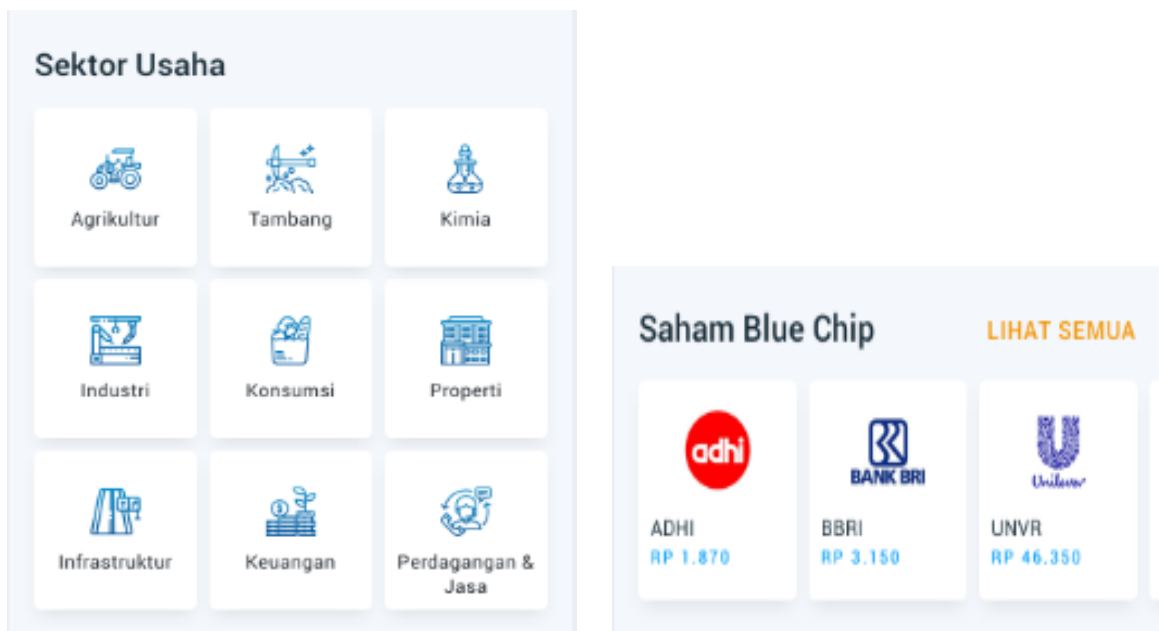 Sektor Usaha
Agrikultur
Tambang
Kimia
Industri
Konsumsi
Properti
Infrastruktur
Keuangan
Perdagangan &
Jasa
Saham Blue Chip
LIHAT SEMUA
adhi
BANK BRI
Unilever
ADHI
BBRI
UNVR
RP 1.870
RP 3.150
RP 46.350